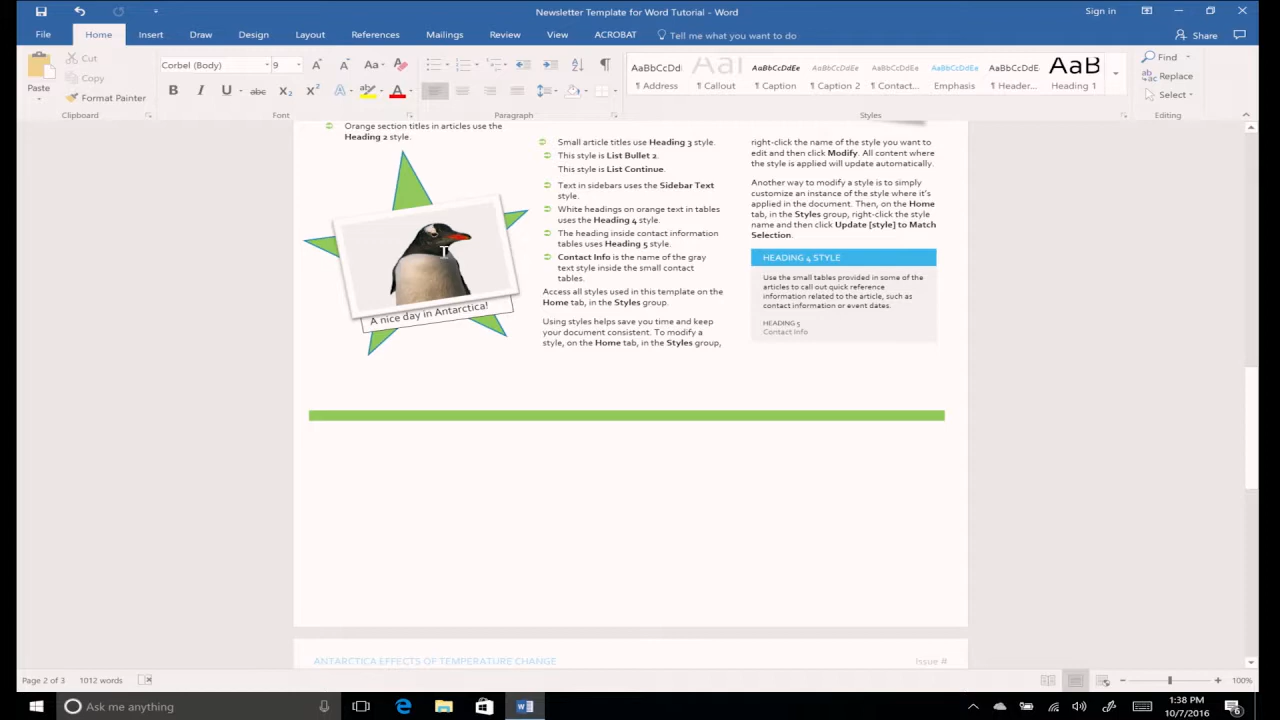 Newsletter Template for Word Tutorial - Word
Sign in
File
Home
Insert
Draw
Design
Layout
References
Mailings
Review
View
ACROBAT
Tell me what you want to do
Share
Paste
Cut
Copy
Format Painter
Clipboard
Corbel (Body)
9
Aa
B I U abc X₂ X²
A
Font
Paragraph
AaBbCcDd
¶ Address
AaI
¶ Callout
AaBbCcDdEe
¶ Caption
AaBbCcDdEe
¶ Caption 2
AaBbCcDdEe
¶ Contact...
AaBbCcDdEe
Emphasis
AaBbCcDdE
¶ Header...
AaB
Heading 1
Styles
Find
Replace
Select
Editing
Orange section titles in articles use the
Heading 2 style.
A nice day in Antarctica!
Small article titles use Heading 3 style.
This style is List Bullet 2.
This style is List Continue.
Text in sidebars uses the Sidebar Text
style.
White headings on orange text in tables
uses the Heading 4 style.
The heading inside contact information
tables uses Heading 5 style.
Contact Info is the name of the gray
text style inside the small contact
tables.
Access all styles used in this template on the
Home tab, in the Styles group.
Using styles helps save you time and keep
your document consistent. To modify a
style, on the Home tab, in the Styles group,
right-click the name of the style you want to
edit and then click Modify. All content where
the style is applied will update automatically.
Another way to modify a style is to simply
customize an instance of the style where it's
applied in the document. Then, on the Home
tab, in the Styles group, right-click the style
name and then click Update [style] to Match
Selection.
HEADING 4 STYLE
Use the small tables provided in some of the
articles to call out quick reference
information related to the article, such as
contact information or event dates.
HEADING 5
Contact Info
ANTARCTICA EFFECTS OF TEMPERATURE CHANGE
Issue #
Page 2 of 3
1012 words
100%
Ask me anything
1:38 PM
10/7/2016
6